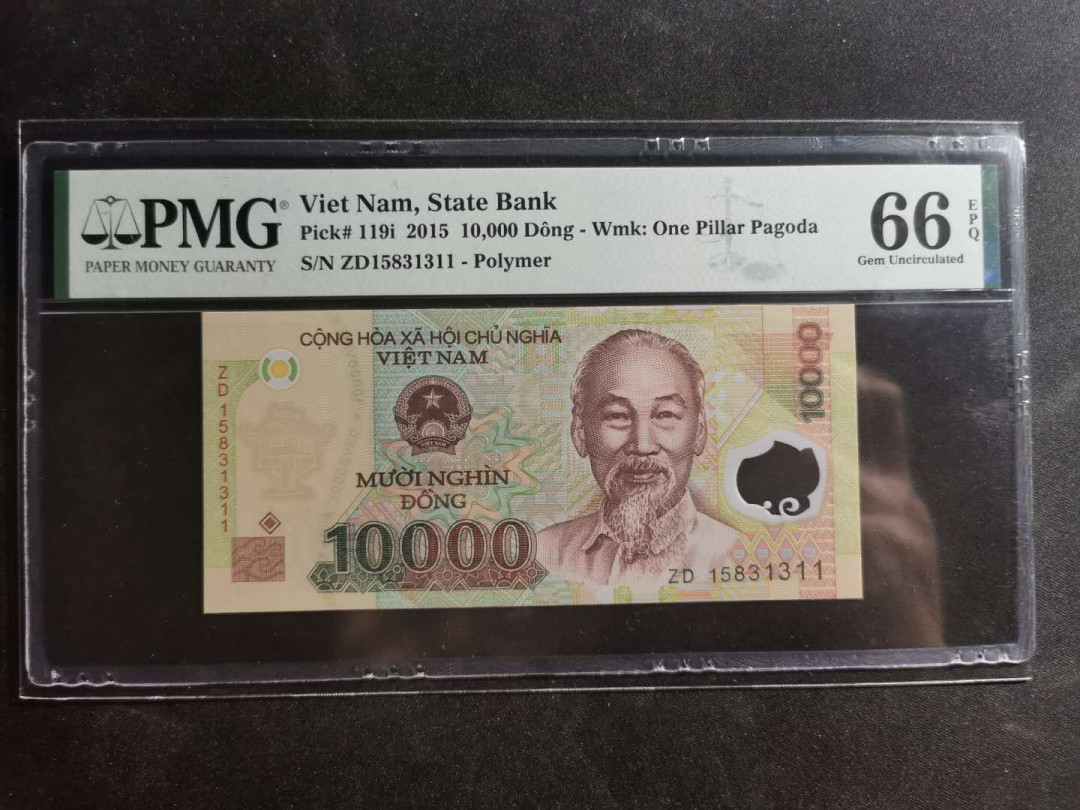 PMG®
PAPER MONEY GUARANTY
Viet Nam, State Bank
Pick# 119i 2015 10,000 Dông - Wmk: One Pillar Pagoda
S/N ZD15831311 - Polymer
66
EPQ
Gem Uncirculated
CỘNG HÒA XÃ HỘI CHỦ NGHĨA
VIỆT NAM
10000
ZD 15831311
VIỆT NAM
MƯỜI NGHÌN
ĐỒNG
10000
ZD 15831311